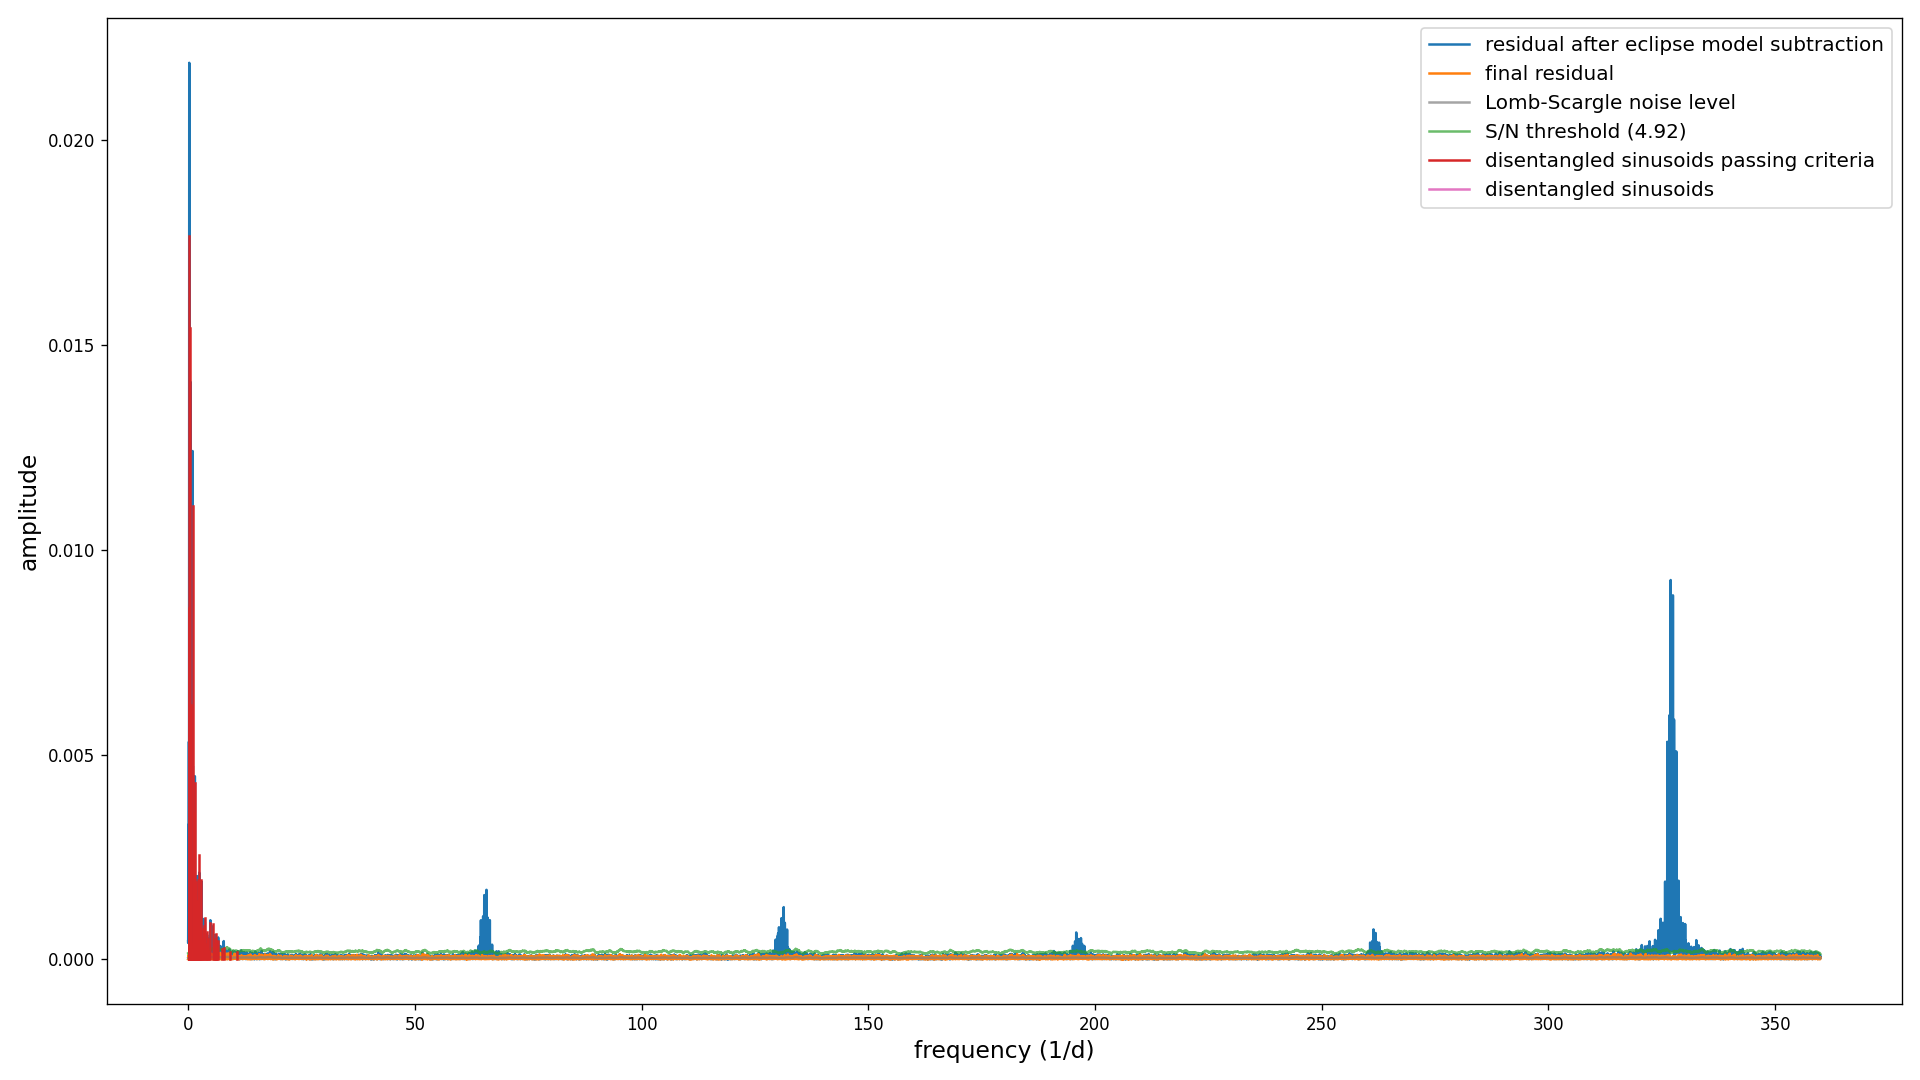 residual after eclipse model subtraction
final residual
Lomb-Scargle noise level
S/N threshold (4.92)
disentangled sinusoids passing criteria
disentangled sinusoids
0.020
0.015
0.010
0.005
0.000
amplitude
0 50 100 150 200 250 300 350
frequency (1/d)